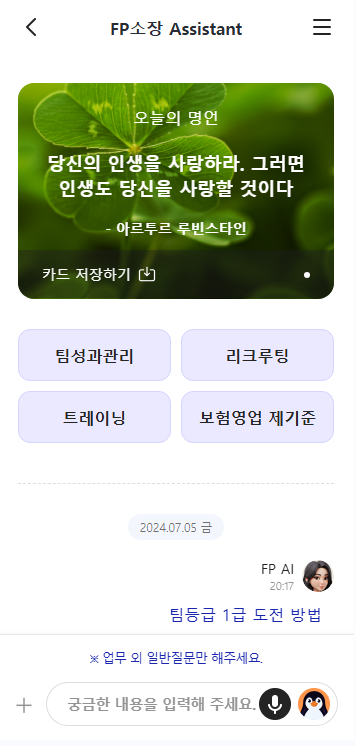 FP소장 Assistant
오늘의 명언
당신의 인생을 사랑하라. 그러면
인생도 당신을 사랑할 것이다
- 아르투르 루빈스타인
카드 저장하기
팀성과관리
리크루팅
트레이닝
보험영업 제기준
2024.07.05 금
FP AI
20:17
팀등급 1급 도전 방법
※ 업무 외 일반질문만 해주세요.
궁금한 내용을 입력해 주세요.